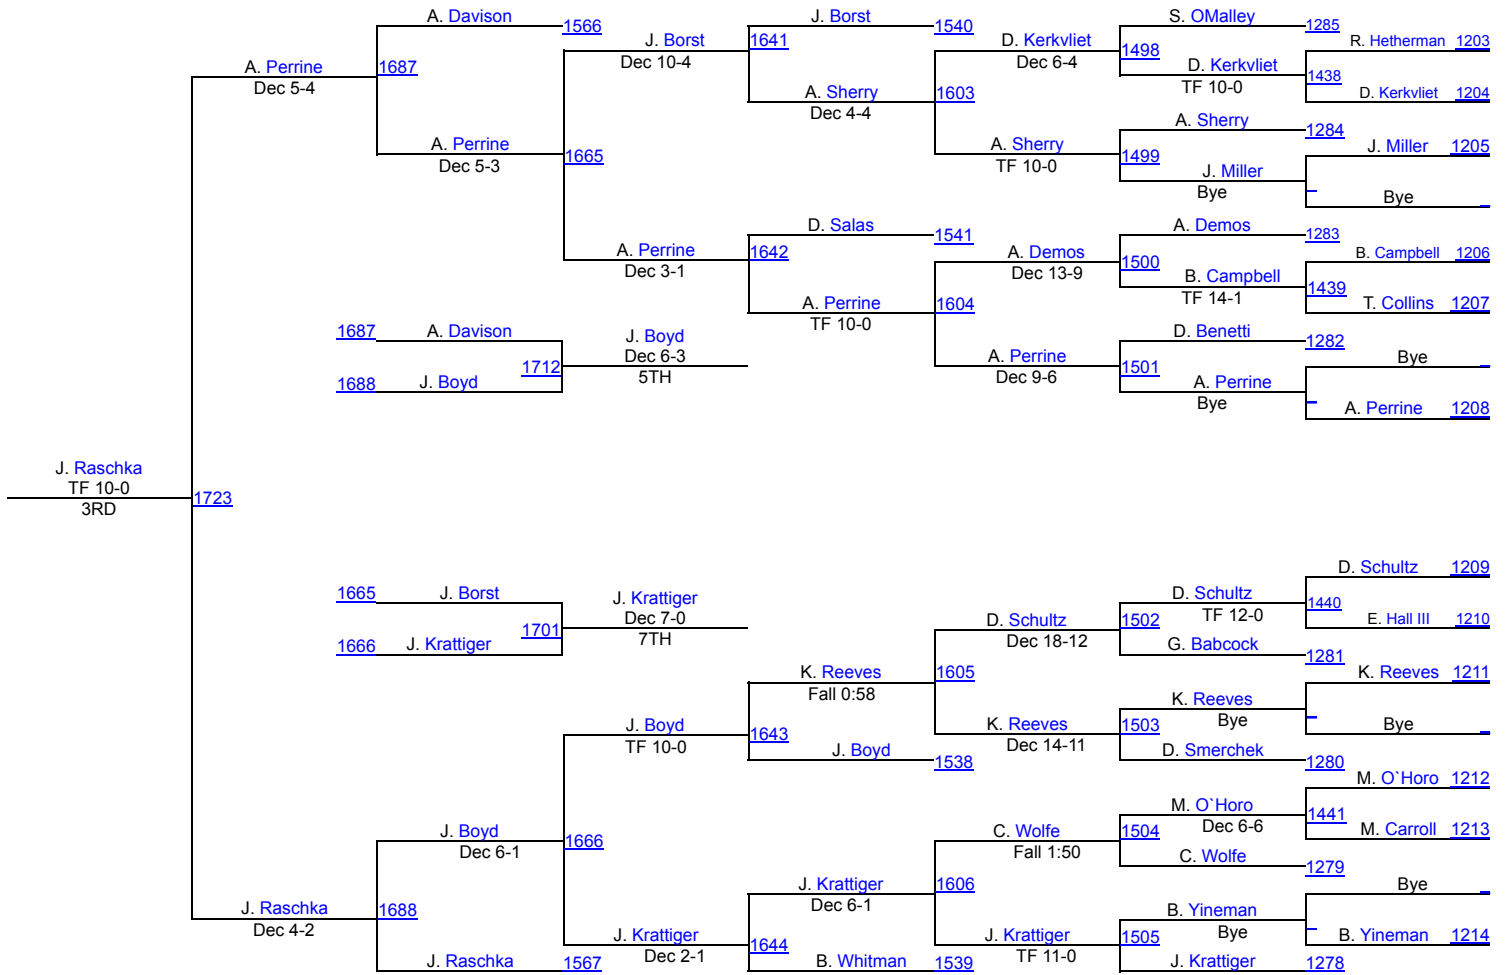 A. Davison
1566
J. Borst
1540
S. OMalley
1285
J. Borst
Dec 10-4
1641
D. Kerkvliet
Dec 6-4
1498
R. Hetherman 1203
A. Perrine
Dec 5-4
1687
D. Kerkvliet
TF 10-0
1438
A. Sherry
Dec 4-4
1603
D. Kerkvliet 1204
A. Sherry
1284
A. Perrine
Dec 5-3
1665
A. Sherry
TF 10-0
1499
J. Miller 1205
J. Miller
Bye
Bye
D. Salas
1541
A. Demos
1283
A. Perrine
Dec 3-1
1642
A. Demos
Dec 13-9
1500
B. Campbell 1206
B. Campbell
TF 14-1
1439
A. Perrine
TF 10-0
1604
T. Collins 1207
1687 A. Davison
J. Boyd
Dec 6-3
5TH
D. Benetti
1282
1712
A. Perrine
Dec 9-6
1501
Bye
1688 J. Boyd
A. Perrine
Bye
A. Perrine 1208
J. Raschka
TF 10-0
3RD
1723
D. Schultz 1209
1665 J. Borst
J. Krattiger
Dec 7-0
7TH
D. Schultz
TF 12-0
1440
1701
D. Schultz
Dec 18-12
1502
E. Hall III 1210
1666 J. Krattiger
G. Babcock
1281
K. Reeves
Fall 0:58
1605
K. Reeves 1211
K. Reeves
Bye
J. Boyd
TF 10-0
1643
K. Reeves
Dec 14-11
1503
Bye
J. Boyd
1538
D. Smerchek
1280
M. O`Horo 1212
M. O`Horo
Dec 6-6
1441
J. Boyd
Dec 6-1
1666
C. Wolfe
Fall 1:50
1504
M. Carroll 1213
C. Wolfe
1279
J. Krattiger
Dec 6-1
1606
Bye
J. Raschka
Dec 4-2
1688
B. Yineman
Bye
J. Krattiger
Dec 2-1
1644
J. Krattiger
TF 11-0
1505
B. Yineman 1214
J. Raschka
1567
B. Whitman
1539
J. Krattiger
1278